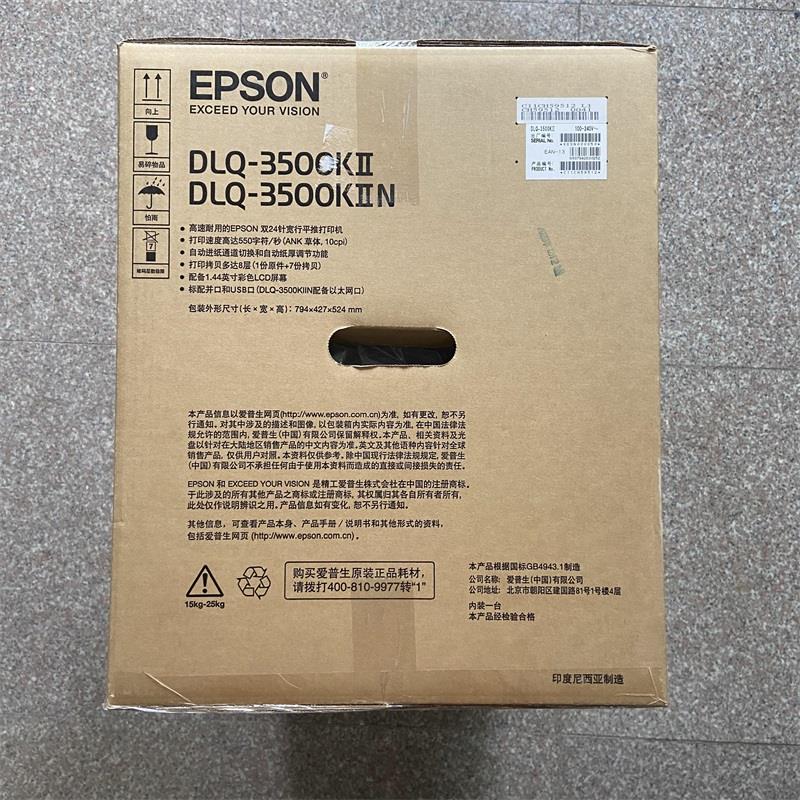 向上
易碎物品
怕雨
7
堆码层数极限
EPSON®
EXCEED YOUR VISION
DLQ-3500KII
DLQ-3500KIIN
• 高速耐用的EPSON 双24针宽行平推打印机
• 打印速度高达550字符/秒(ANK 草体, 10cpi)
• 自动进纸通道切换和自动纸厚调节功能
• 打印拷贝多达8层(1份原件+7份拷贝)
• 配备1.44英寸彩色LCD屏幕
• 标配并口和USB口(DLQ-3500KIIN配备以太网口)
包装外形尺寸(长×宽×高): 794×427×524 mm
DLQ-3500KII 100-240V~
出厂编号:
SERIAL No.
EAN-13
产品编号:
PRODUCT No.
本产品信息以爱普生网页(http://www.epson.com.cn)为准, 如有更改, 恕不另
行通知。对其中涉及的描述和图像, 以包装箱内实际内容为准, 在中国法律法
规允许的范围内, 爱普生(中国)有限公司保留解释权。本产品、相关资料及光
盘以针对在大陆地区销售产品的中文内容为准。英文及其他语种内容针对全球
销售产品, 仅供用户对照。本资料仅供参考。除中国现行法律法规规定, 爱普生
(中国)有限公司不承担任何由于使用本资料而造成的直接或间接损失的责任。
EPSON 和 EXCEED YOUR VISION 是精工爱普生株式会社在中国的注册商标。
于此涉及的所有其他产品之商标或注册商标, 其权属归其各自所有者所有,
此处仅作说明辨识之用。产品信息如有变化, 恕不另行通知。
其他信息, 可查看产品本身、产品手册/说明书和其他形式的资料,
包括爱普生网页 (http://www.epson.com.cn)。
15kg-25kg
购买爱普生原装正品耗材,
请拨打400-810-9977转“1”
本产品根据国标GB4943.1制造
公司名称: 爱普生(中国)有限公司
公司地址: 北京市朝阳区建国路81号1号楼4层
内装一台
本产品经检验合格
印度尼西亚制造